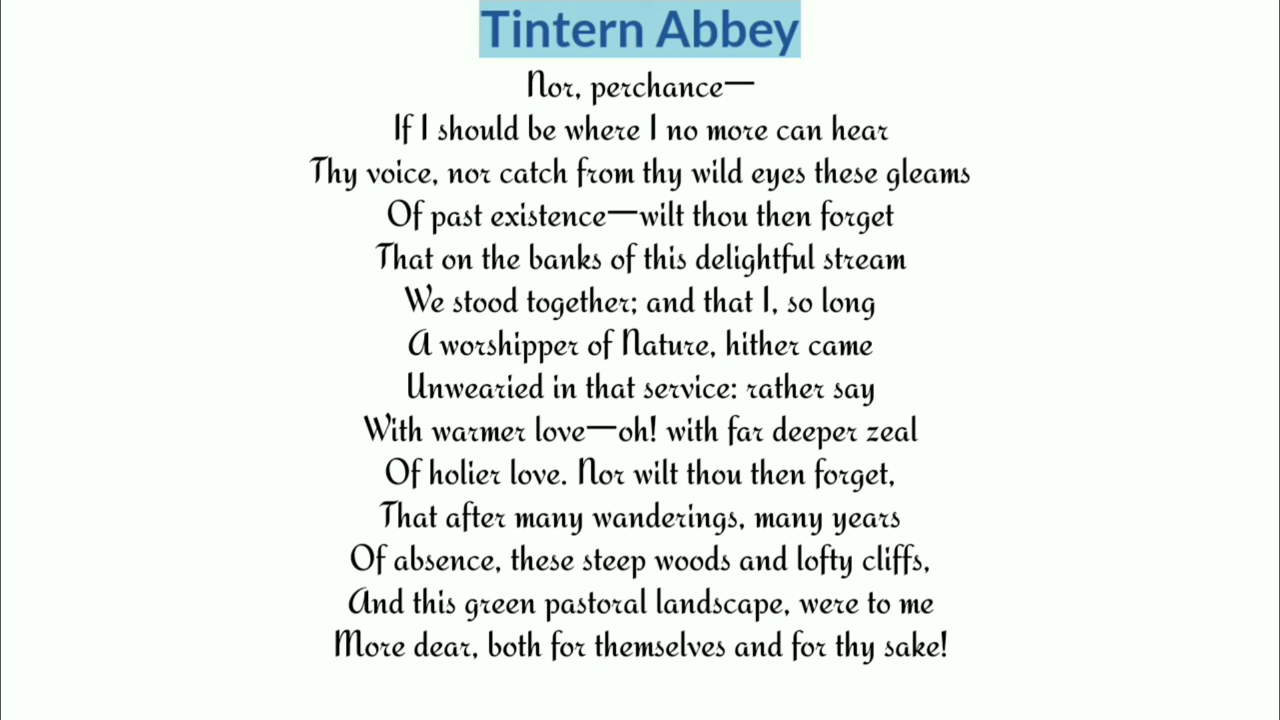 Tintern Abbey
Nor, perchance—
If I should be where I no more can hear
Thy voice, nor catch from thy wild eyes these gleams
Of past existence—wilt thou then forget
That on the banks of this delightful stream
We stood together; and that I, so long
A worshipper of Nature, hither came
Unwearied in that service: rather say
With warmer love—oh! with far deeper zeal
Of holier love. Nor wilt thou then forget,
That after many wanderings, many years
Of absence, these steep woods and lofty cliffs,
And this green pastoral landscape, were to me
More dear, both for themselves and for thy sake!